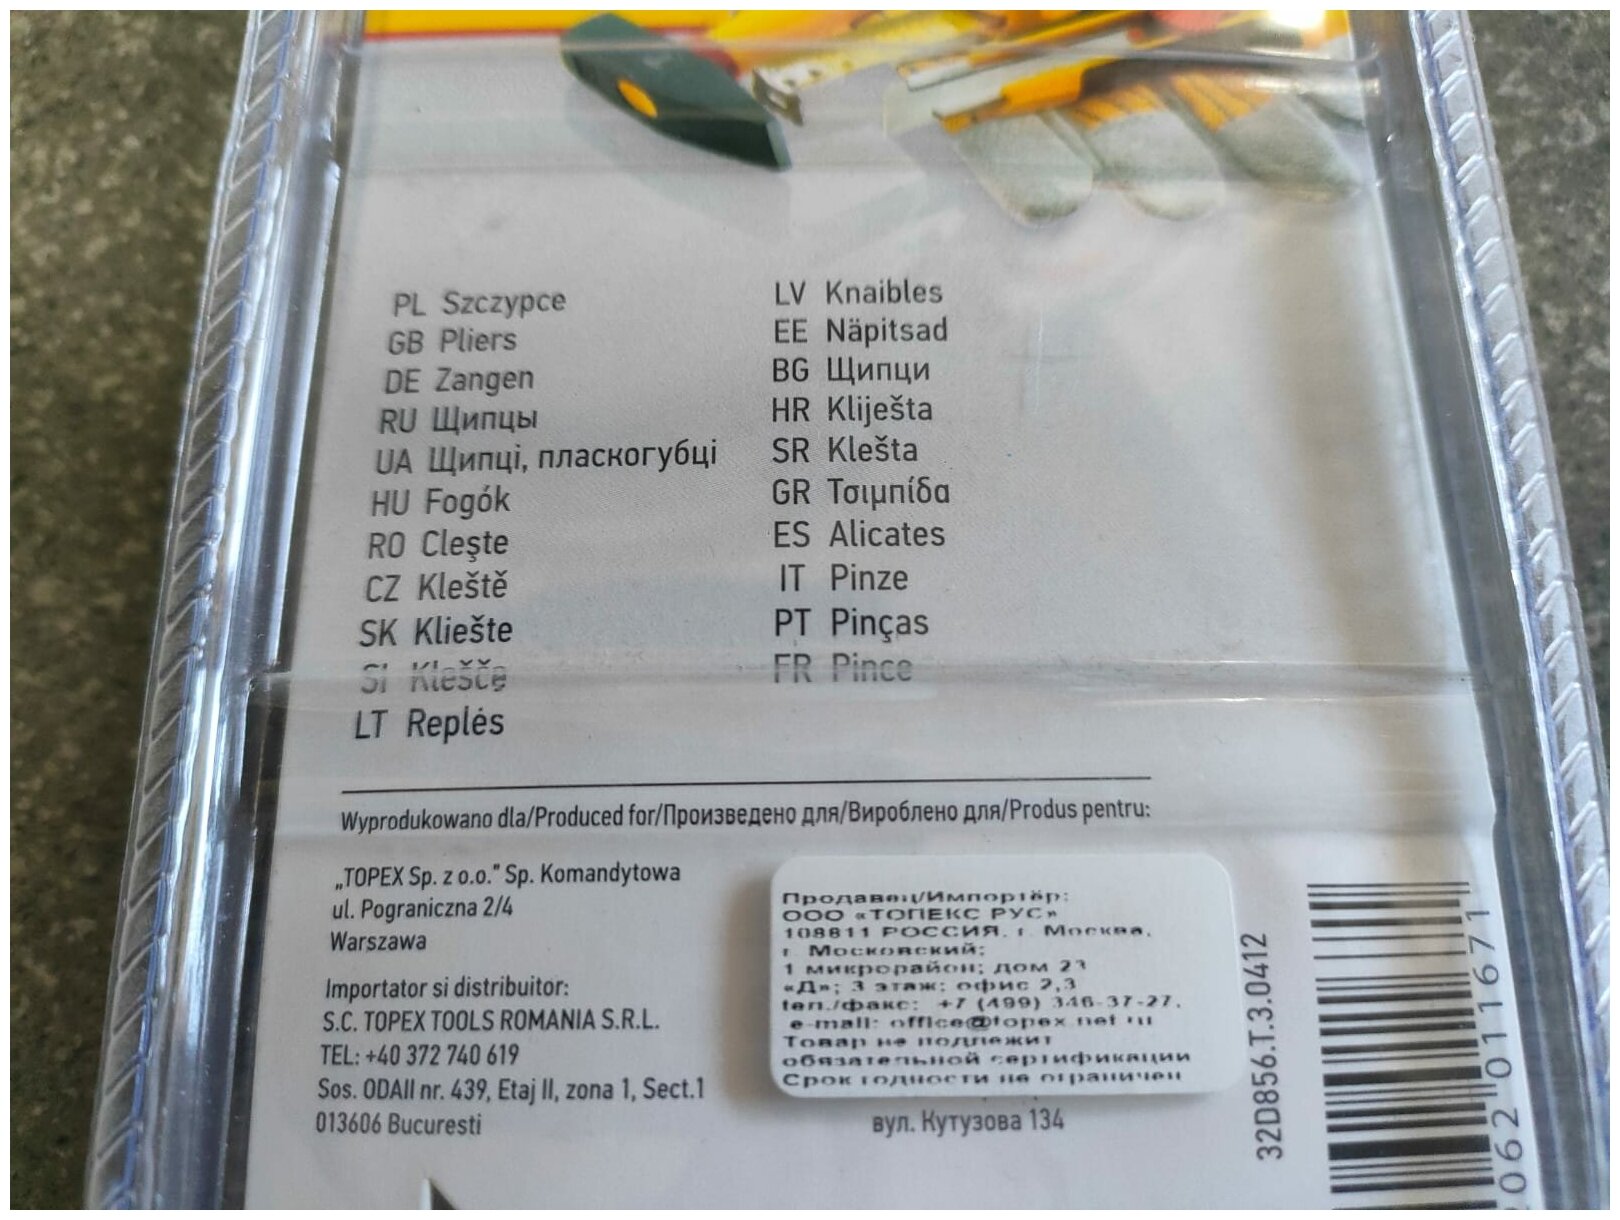 PL Szczypce
GB Pliers
DE Zangen
RU Щипцы
UA Щипці, пласкогубці
HU Fogók
RO Cleşte
CZ Kleště
SK Kliešte
SI Klešče
LT Replės
LV Knaibles
EE Näpitsad
BG Щипци
HR Kliješta
SR Klešta
GR Τσιμπίδα
ES Alicates
IT Pinze
PT Pinças
FR Pince
Wyprodukowano dla/Produced for/Произведено для/Вироблено для/Produs pentru:
„TOPEX Sp. z o.o." Sp. Komandytowa
ul. Pograniczna 2/4
Warszawa
Importator si distribuitor:
S.C. TOPEX TOOLS ROMANIA S.R.L.
TEL: +40 372 740 619
Sos. ODAII nr. 439, Etaj II, zona 1, Sect.1
013606 Bucuresti
Продавец/Импортёр:
ООО «ТОПЕКС РУС»
108811 РОССИЯ, г. Москва,
г. Московский;
1 микрорайон; дом 23
«Д»; 3 этаж; офис 2,3
тел./факс: +7 (499) 346-37-27,
e-mail: office@topex.net.ru
Товар не подлежит
обязательной сертификации
Срок годности не ограничен
вул. Кутузова 134
32D856.T.3.0412
2062 011671